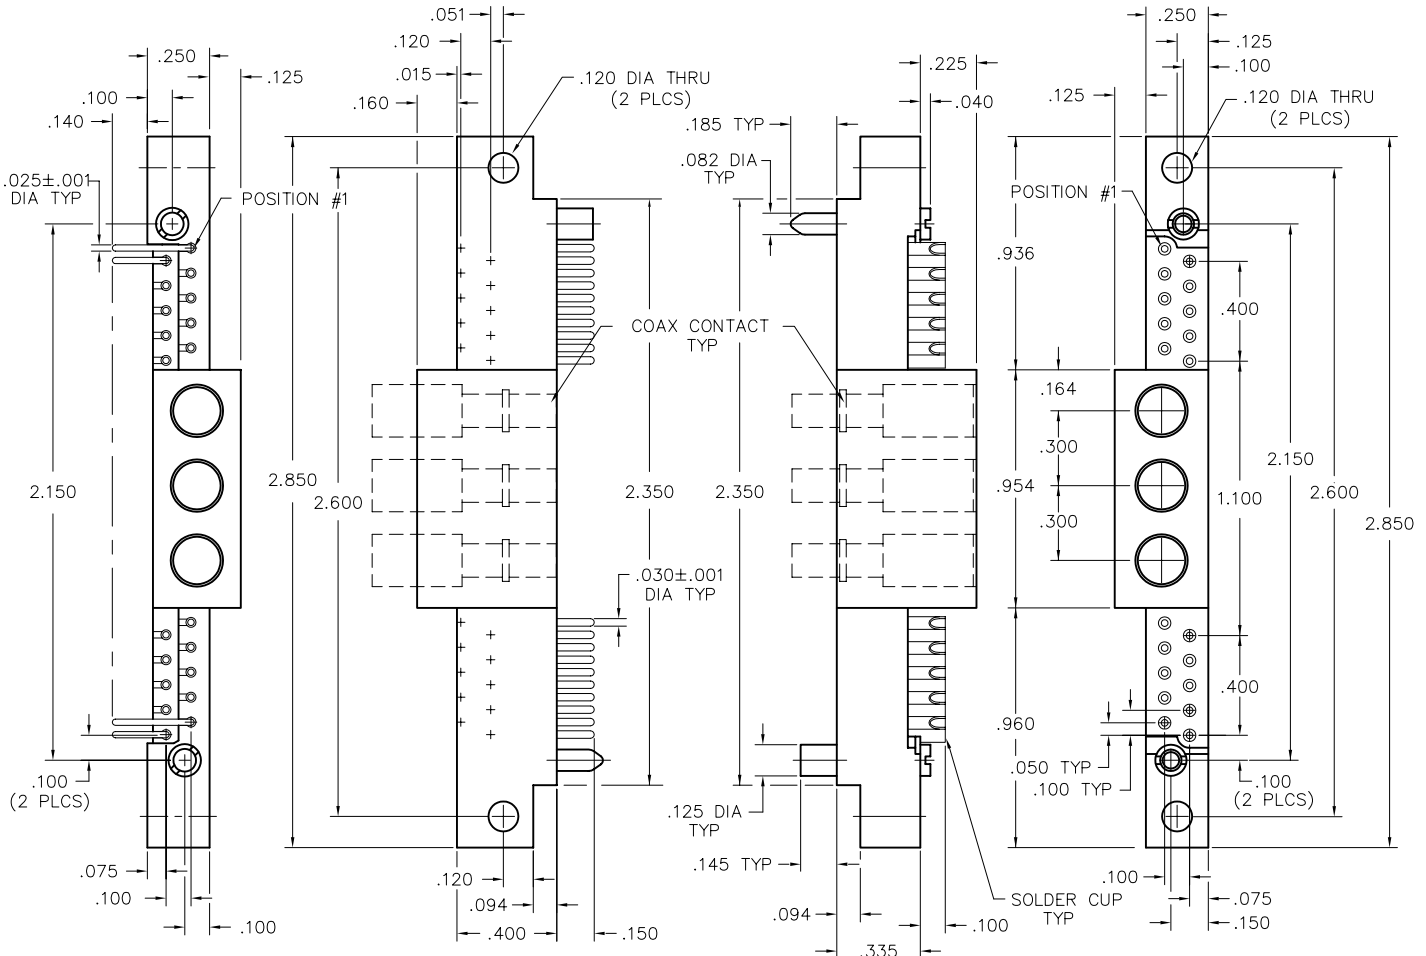 .051
.120
.015
.160
.250
.125
.100
.140
.120 DIA THRU
(2 PLCS)
.025±.001
DIA TYP
POSITION #1
2.150
2.850
2.600
.100
(2 PLCS)
.075
.100
.100
COAX CONTACT
TYP
2.350
.030±.001
DIA TYP
.120
.094
.400
.150
.225
.040
.185 TYP
.082 DIA
TYP
2.350
.125 DIA
TYP
.145 TYP
.094
.335
.100
SOLDER CUP
TYP
.250
.125
.100
.125
.120 DIA THRU
(2 PLCS)
POSITION #1
.936
.400
.164
.300
.954
.300
1.100
2.150
2.600
2.850
.960
.400
.050 TYP
.100 TYP
.100
(2 PLCS)
.100
.075
.150